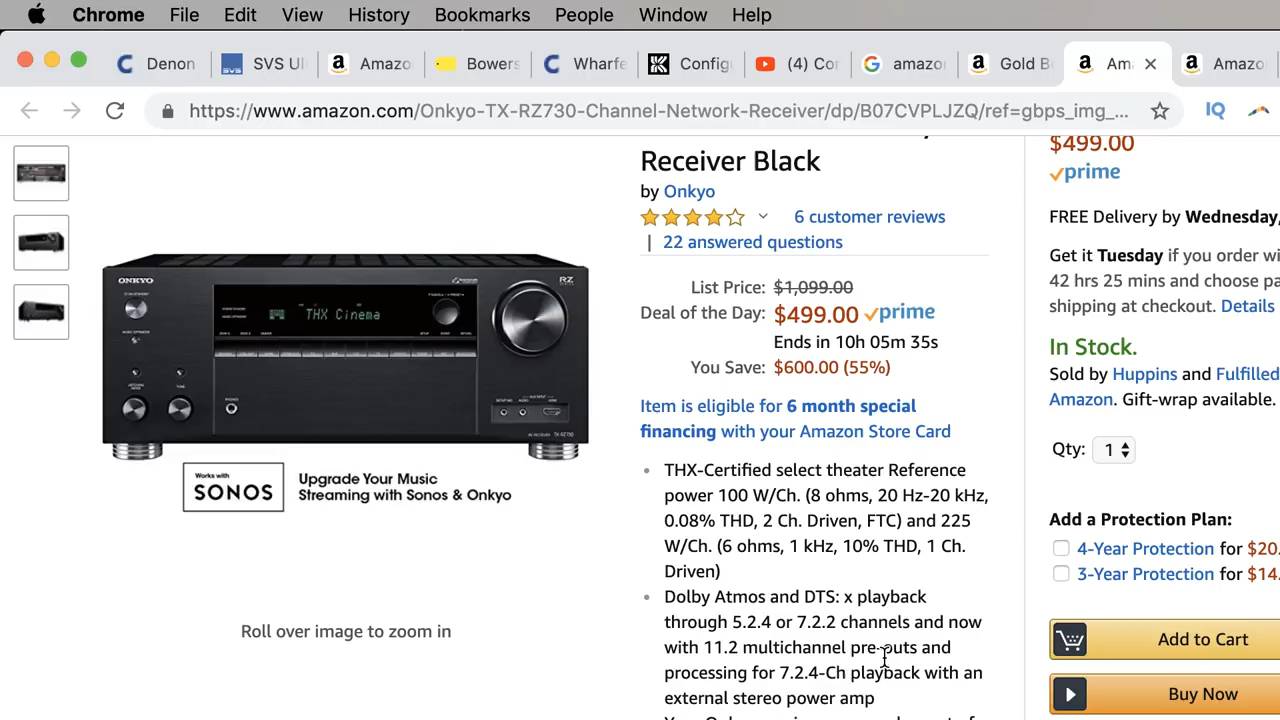 Chrome File Edit View History Bookmarks People Window Help
Denon SVS Ul Amazo Bowers Wharfe Config (4) Cor amazo Gold B Am Amazo
https://www.amazon.com/Onkyo-TX-RZ730-Channel-Network-Receiver/dp/B07CVPLJZQ/ref=gbps_img_... IQ
Receiver Black
by Onkyo
6 customer reviews
| 22 answered questions
List Price: $1,099.00
Deal of the Day: $499.00 prime
Ends in 10h 05m 35s
You Save: $600.00 (55%)
Item is eligible for 6 month special
financing with your Amazon Store Card
• THX-Certified select theater Reference
power 100 W/Ch. (8 ohms, 20 Hz-20 kHz,
0.08% THD, 2 Ch. Driven, FTC) and 225
W/Ch. (6 ohms, 1 kHz, 10% THD, 1 Ch.
Driven)
• Dolby Atmos and DTS: x playback
through 5.2.4 or 7.2.2 channels and now
with 11.2 multichannel pre-outs and
processing for 7.2.4-Ch playback with an
external stereo power amp
ONKYO
RZ
THX Cinema
PHONES
TX-RZ730
Works with
SONOS
Upgrade Your Music
Streaming with Sonos & Onkyo
Roll over image to zoom in
$499.00
prime
FREE Delivery by Wednesday,
Get it Tuesday if you order wi
42 hrs 25 mins and choose pa
shipping at checkout. Details
In Stock.
Sold by Huppins and Fulfilled
Amazon. Gift-wrap available.
Qty: 1
Add a Protection Plan:
4-Year Protection for $20.
3-Year Protection for $14.
Add to Cart
Buy Now